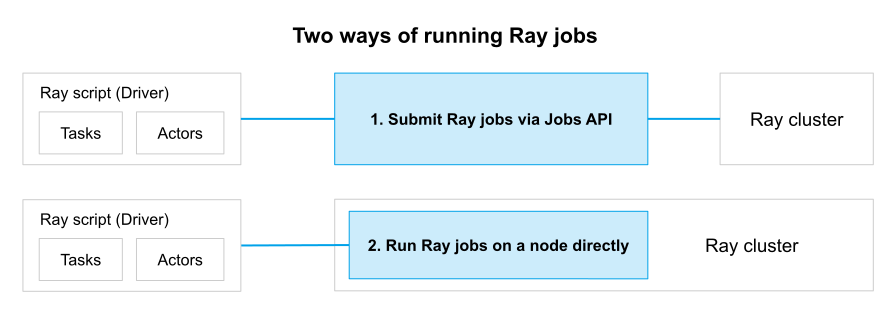 Two ways of running Ray jobs
Ray script (Driver)
Tasks
Actors
1. Submit Ray jobs via Jobs API
Ray cluster
Ray script (Driver)
Tasks
Actors
2. Run Ray jobs on a node directly
Ray cluster